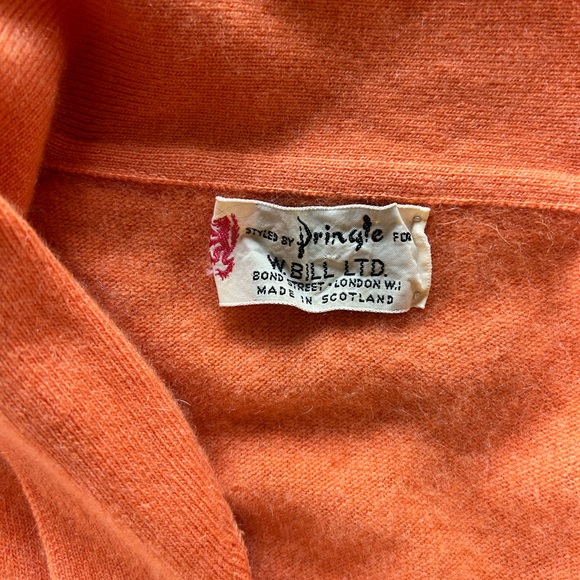 STYLED BY Pringle FOR
W. BILL LTD.
BOND STREET · LONDON W.1
MADE IN SCOTLAND